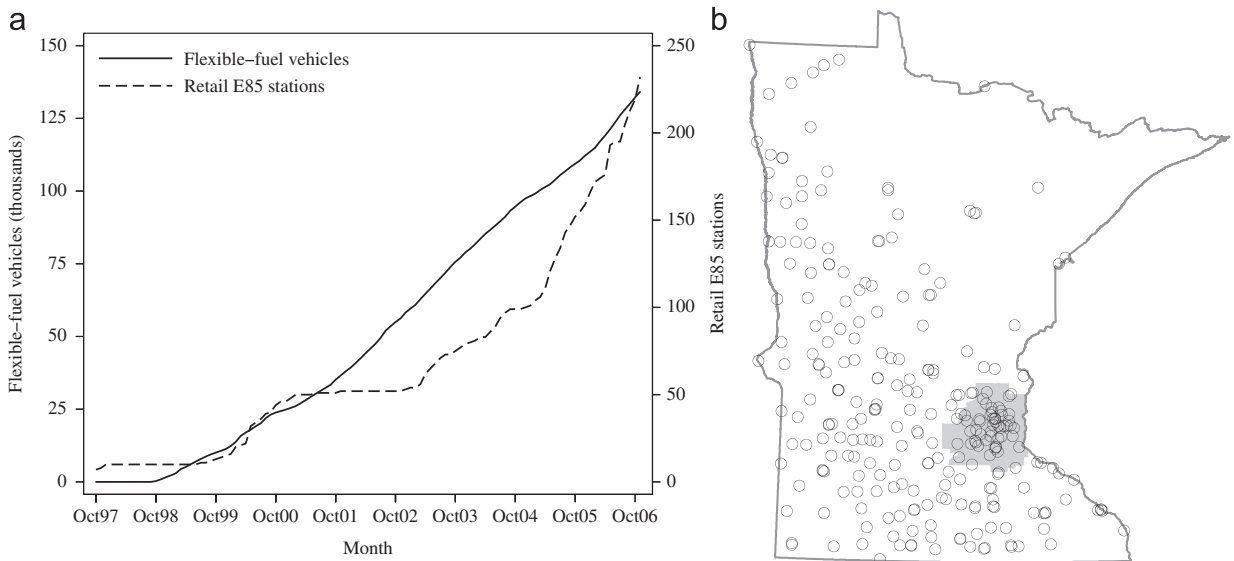 a
b
Flexible–fuel vehicles
Retail E85 stations
150
125
100
75
50
25
0
Flexible–fuel vehicles (thousands)
250
200
150
100
50
0
Retail E85 stations
Oct97 Oct98 Oct99 Oct00 Oct01 Oct02 Oct03 Oct04 Oct05 Oct06
Month